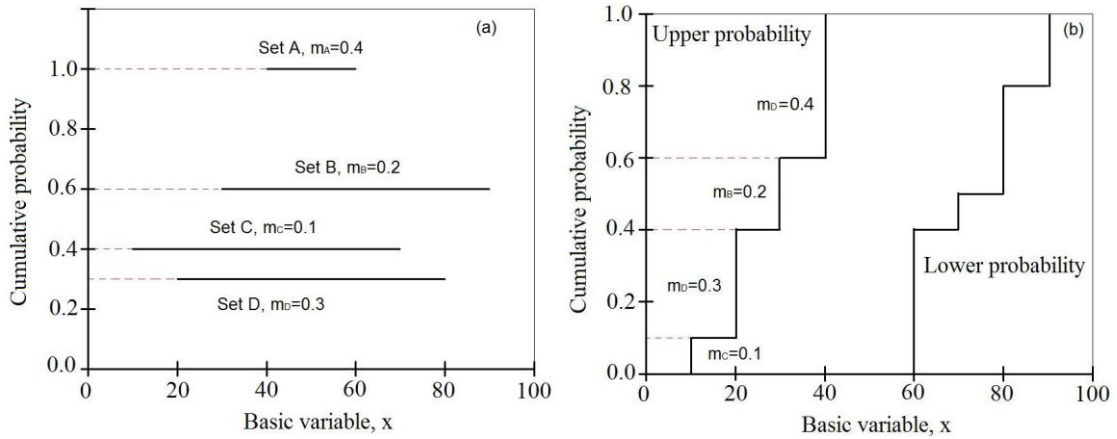 (a)
Set A, mA=0.4
1.0
0.8
Set B, mB=0.2
0.6
Set C, mC=0.1
0.4
Set D, mD=0.3
0.2
0.0
0 20 40 60 80 100
Cumulative probability
Basic variable, x
(b)
Upper probability
1.0
mD=0.4
0.8
0.6
mB=0.2
0.4
mD=0.3
Lower probability
0.2
mC=0.1
0.0
0 20 40 60 80 100
Cumulative probability
Basic variable, x